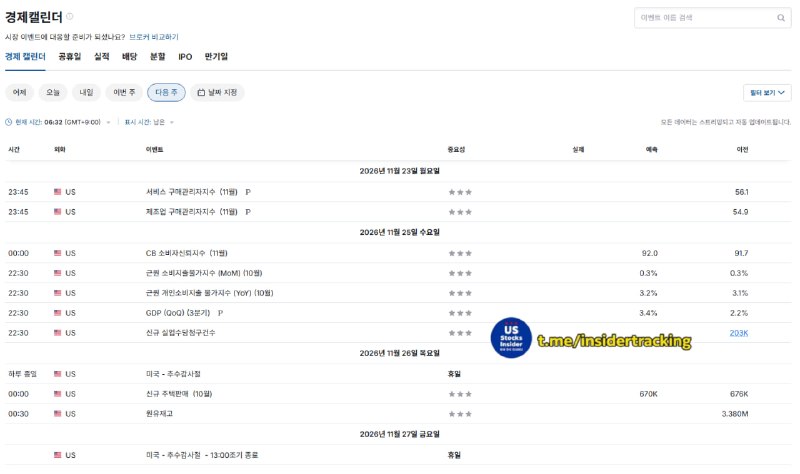 경제캘린더
이벤트 이름 검색
시장 이벤트에 대응할 준비가 되셨나요? 브로커 비교하기
경제 캘린더 공휴일 실적 배당 분할 IPO 만기일
어제 오늘 내일 이번 주 다음 주 날짜 지정 필터 보기
현재 시간: 06:32 (GMT+9:00) 표시 시간: 남은 모든 데이터는 스트리밍되고 자동 업데이트됩니다.
시간 외화 이벤트 중요성 실제 예측 이전
2026년 11월 23일 월요일
23:45 US 서비스 구매관리자지수 (11월) P 56.1
23:45 US 제조업 구매관리자지수 (11월) P 54.9
2026년 11월 25일 수요일
00:00 US CB 소비자신뢰지수 (11월) 92.0 91.7
22:30 US 근원 소비지출물가지수 (MoM) (10월) 0.3% 0.3%
22:30 US 근원 개인소비지출 물가지수 (YoY) (10월) 3.2% 3.1%
22:30 US GDP (QoQ) (3분기) P 3.4% 2.2%
22:30 US 신규 실업수당청구건수 203K
US
Stocks
Insider
t.me/insidertracking
2026년 11월 26일 목요일
하루 종일 US 미국 - 추수감사절 휴일
00:00 US 신규 주택판매 (10월) 670K 676K
00:30 US 원유재고 3.380M
2026년 11월 27일 금요일
US 미국 - 추수감사절 - 13:00조기 종료 휴일